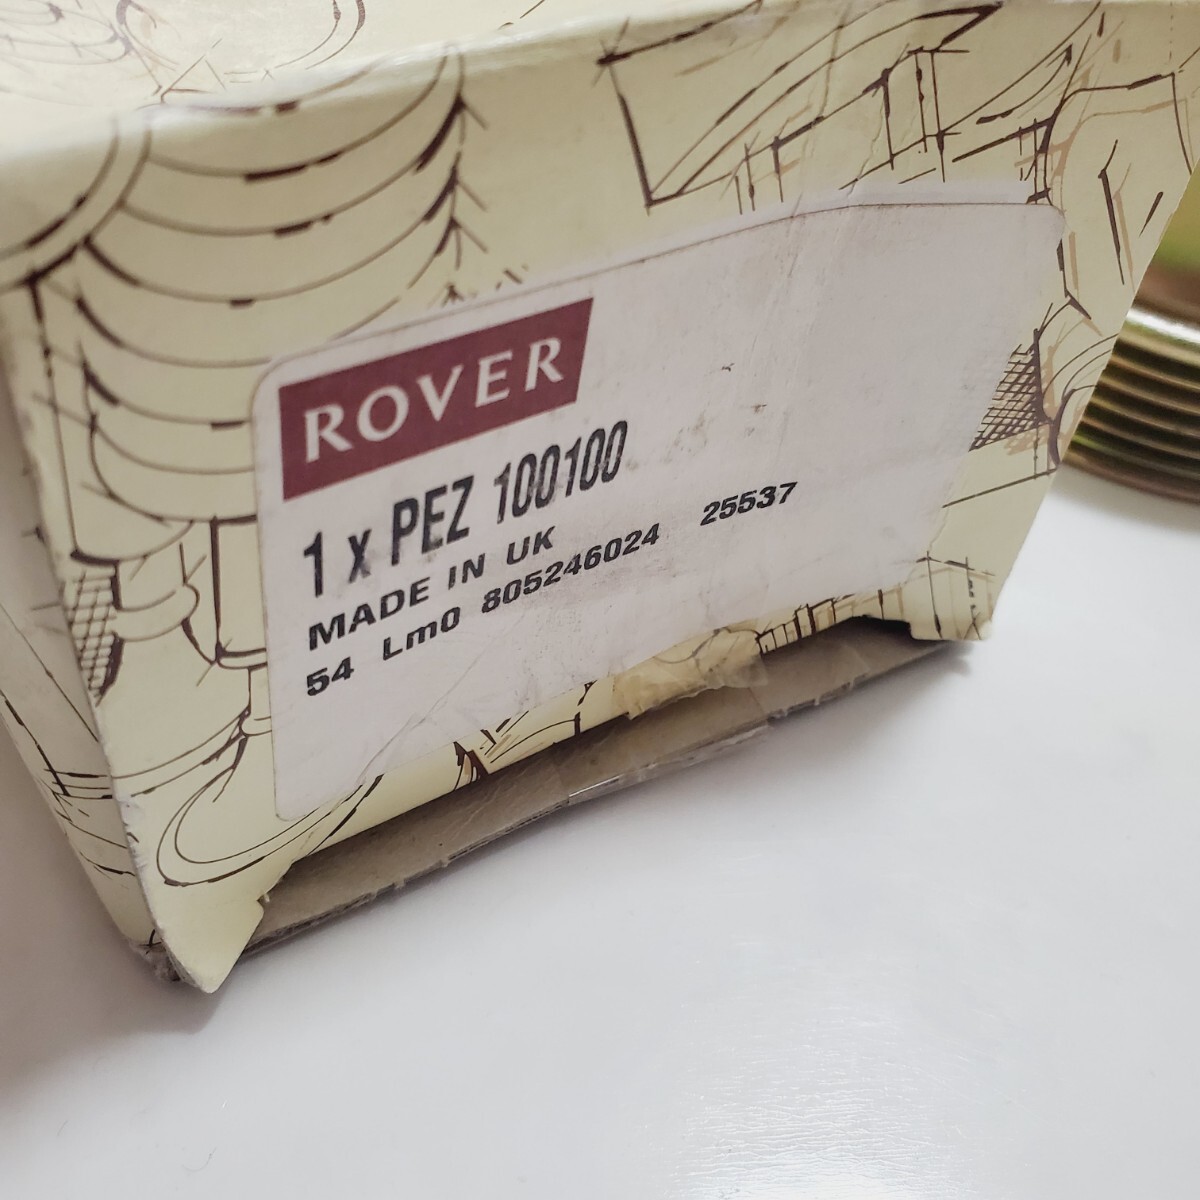 ROVER
1 x PEZ 100100
MADE IN UK
54 Lm0 805246024 25537